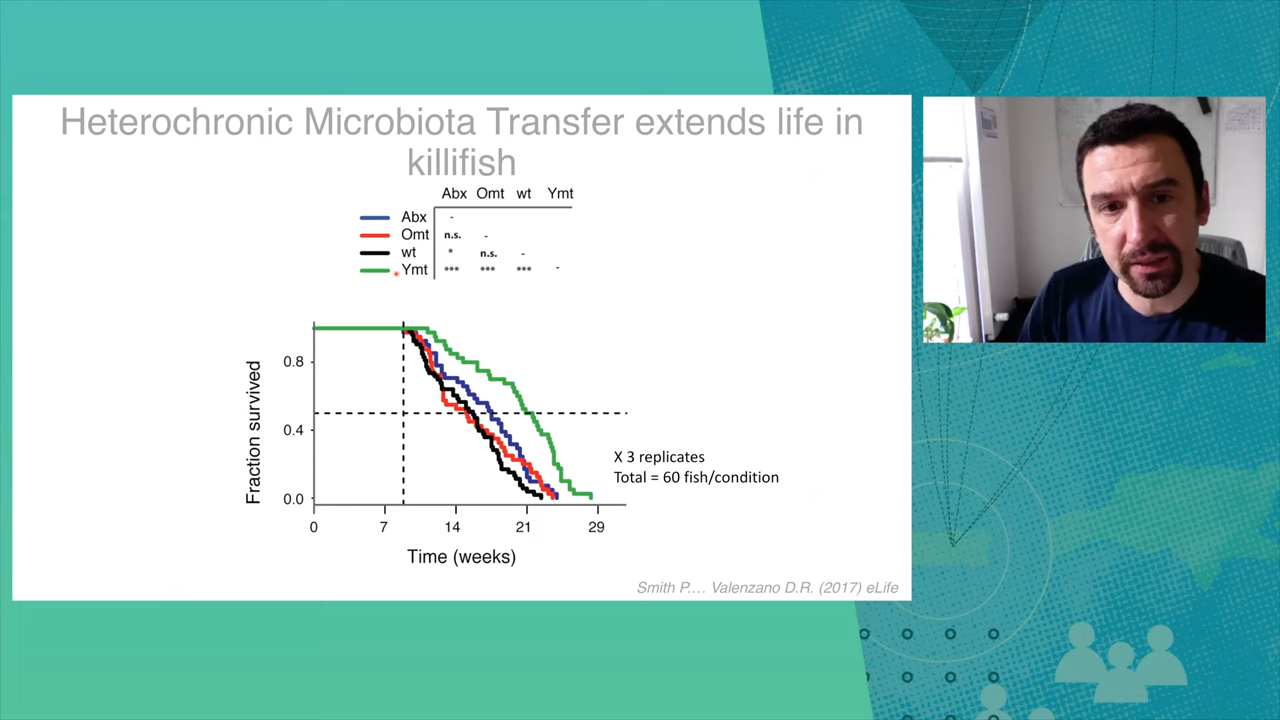 Heterochronic Microbiota Transfer extends life in
killifish
Abx Omt wt Ymt
Abx -
Omt n.s. -
wt * n.s. -
Ymt *** *** *** -
Fraction survived
0.8
0.4
0.0
0 7 14 21 29
Time (weeks)
X 3 replicates
Total = 60 fish/condition
Smith P.... Valenzano D.R. (2017) eLife